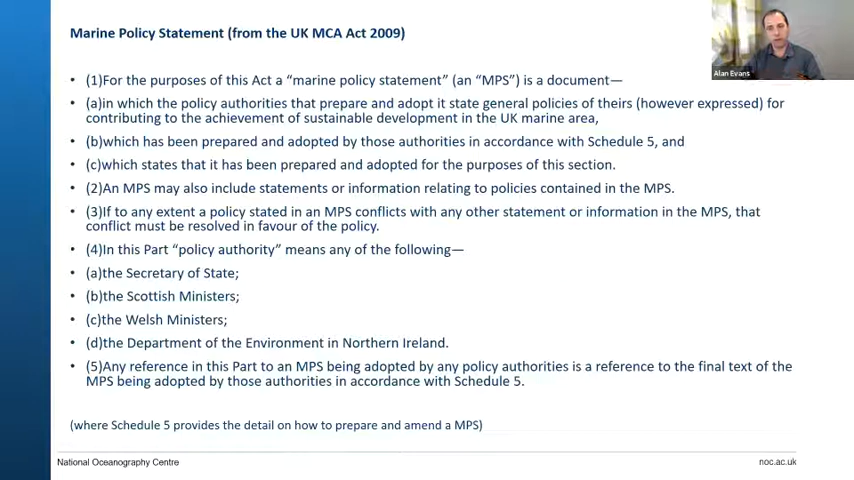 Marine Policy Statement (from the UK MCA Act 2009)
Alan Evans
• (1)For the purposes of this Act a “marine policy statement” (an “MPS”) is a document—
• (a)in which the policy authorities that prepare and adopt it state general policies of theirs (however expressed) for
contributing to the achievement of sustainable development in the UK marine area,
• (b)which has been prepared and adopted by those authorities in accordance with Schedule 5, and
• (c)which states that it has been prepared and adopted for the purposes of this section.
• (2)An MPS may also include statements or information relating to policies contained in the MPS.
• (3)If to any extent a policy stated in an MPS conflicts with any other statement or information in the MPS, that
conflict must be resolved in favour of the policy.
• (4)In this Part “policy authority” means any of the following—
• (a)the Secretary of State;
• (b)the Scottish Ministers;
• (c)the Welsh Ministers;
• (d)the Department of the Environment in Northern Ireland.
• (5)Any reference in this Part to an MPS being adopted by any policy authorities is a reference to the final text of the
MPS being adopted by those authorities in accordance with Schedule 5.
(where Schedule 5 provides the detail on how to prepare and amend a MPS)
National Oceanography Centre
noc.ac.uk